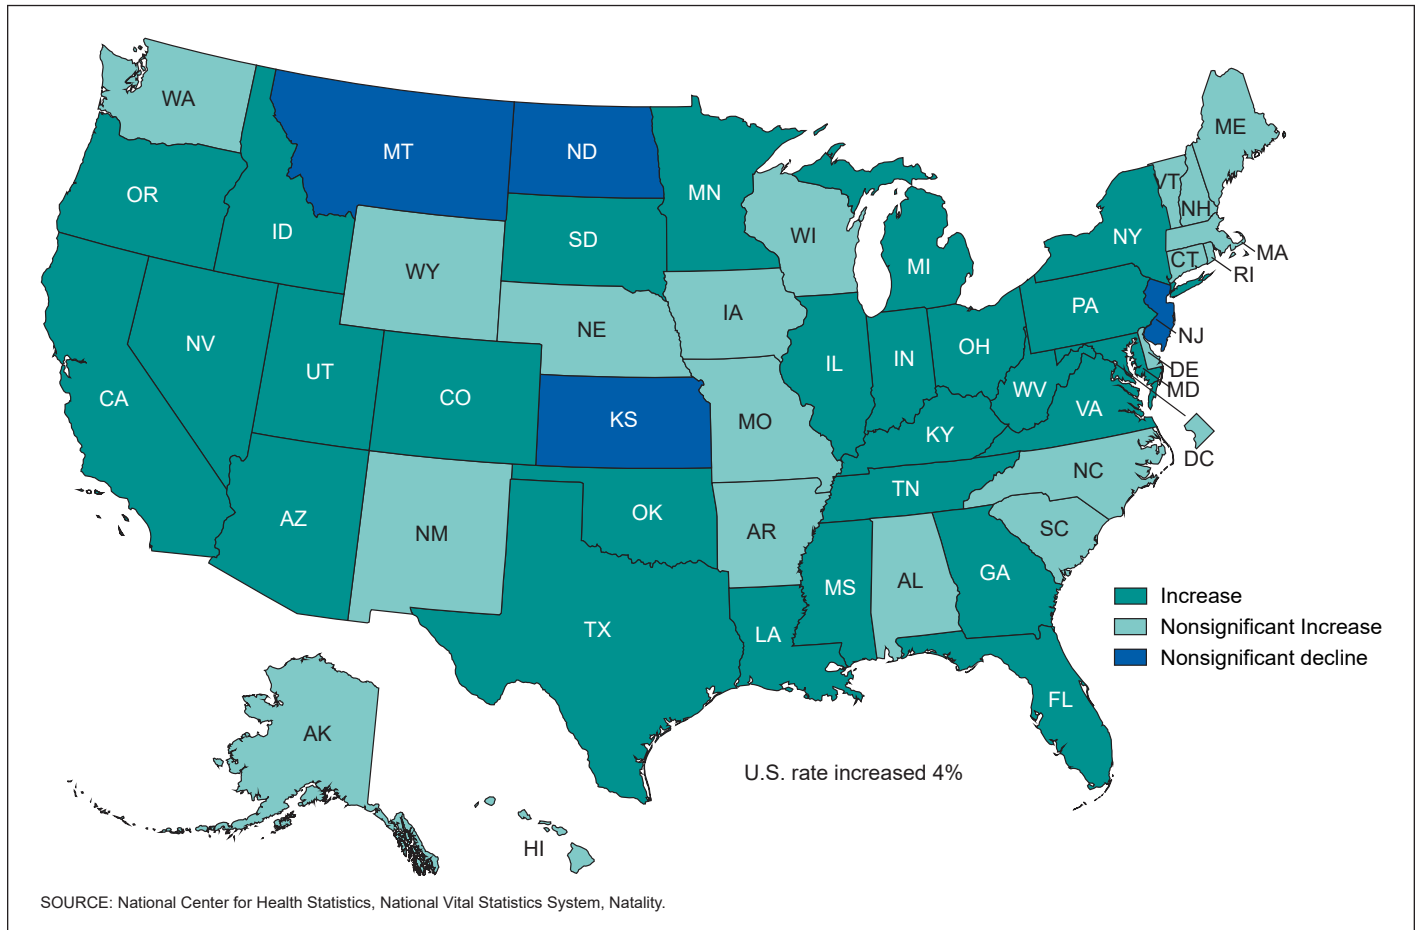 WA
MT
ND
MN
OR
ID
SD
WY
WI
MI
NY
ME
VT
NH
MA
CT
RI
NV
UT
CO
NE
IA
IL
IN
OH
PA
NJ
DE
MD
DC
CA
KS
MO
KY
WV
VA
AZ
NM
OK
AR
TN
NC
SC
TX
LA
MS
AL
GA
FL
AK
HI
Increase
Nonsignificant Increase
Nonsignificant decline
U.S. rate increased 4%
SOURCE: National Center for Health Statistics, National Vital Statistics System, Natality.